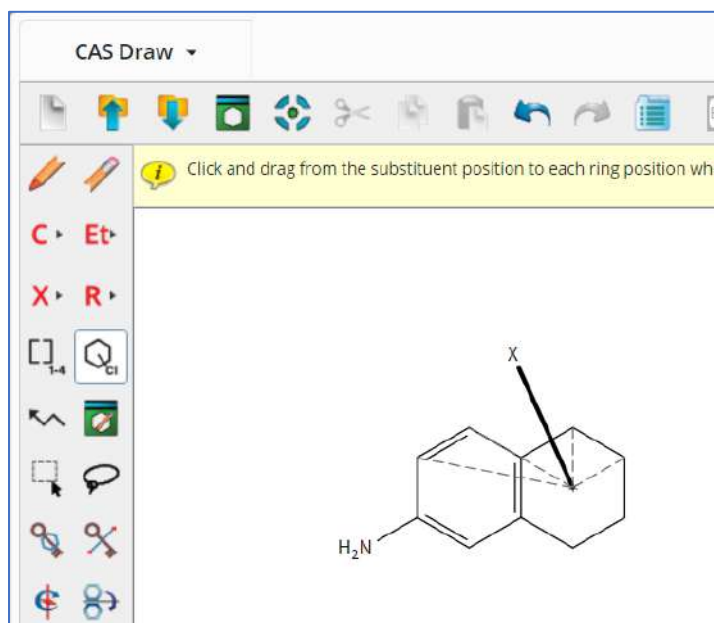 CAS Draw
Click and drag from the substituent position to each ring position wh
C Et
X R
1-4 Cl
X
H₂N